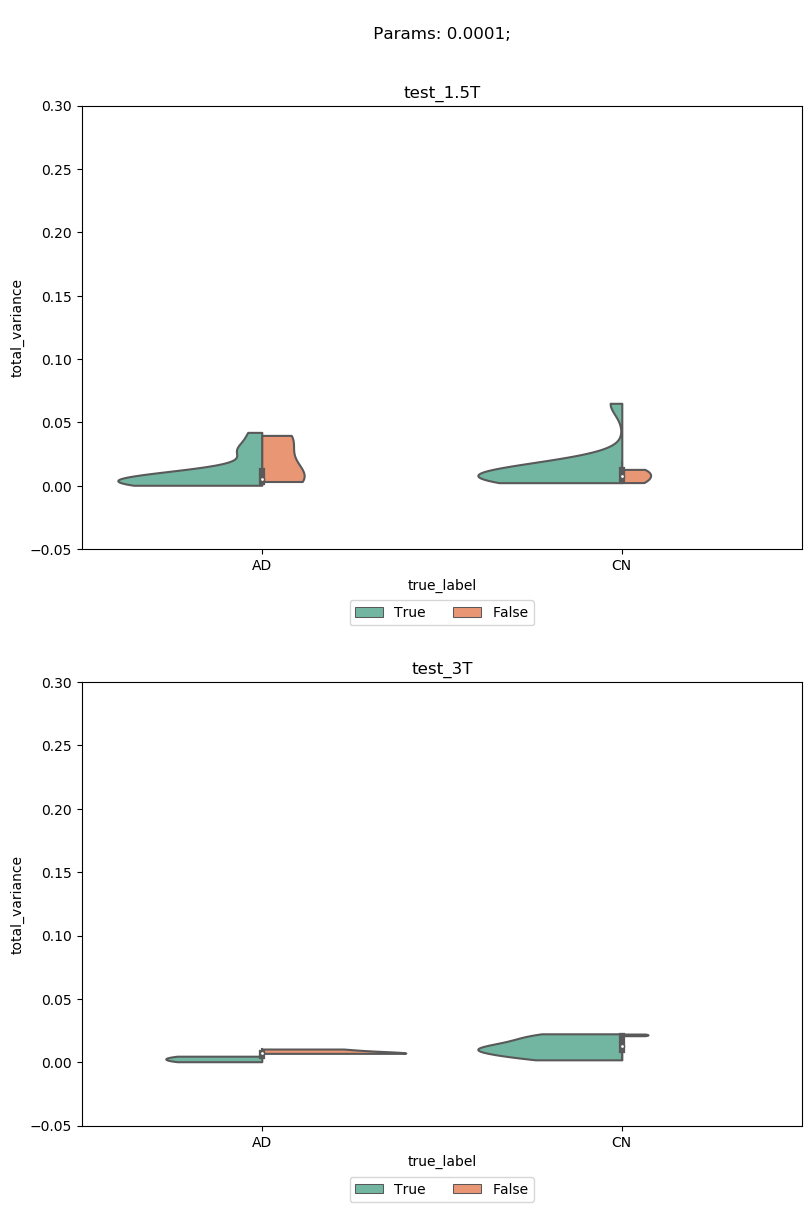 Params: 0.0001;
test_1.5T
0.30
0.25
0.20
0.15
0.10
0.05
0.00
−0.05
total_variance
AD CN
true_label
True False
test_3T
0.30
0.25
0.20
0.15
0.10
0.05
0.00
−0.05
total_variance
AD CN
true_label
True False